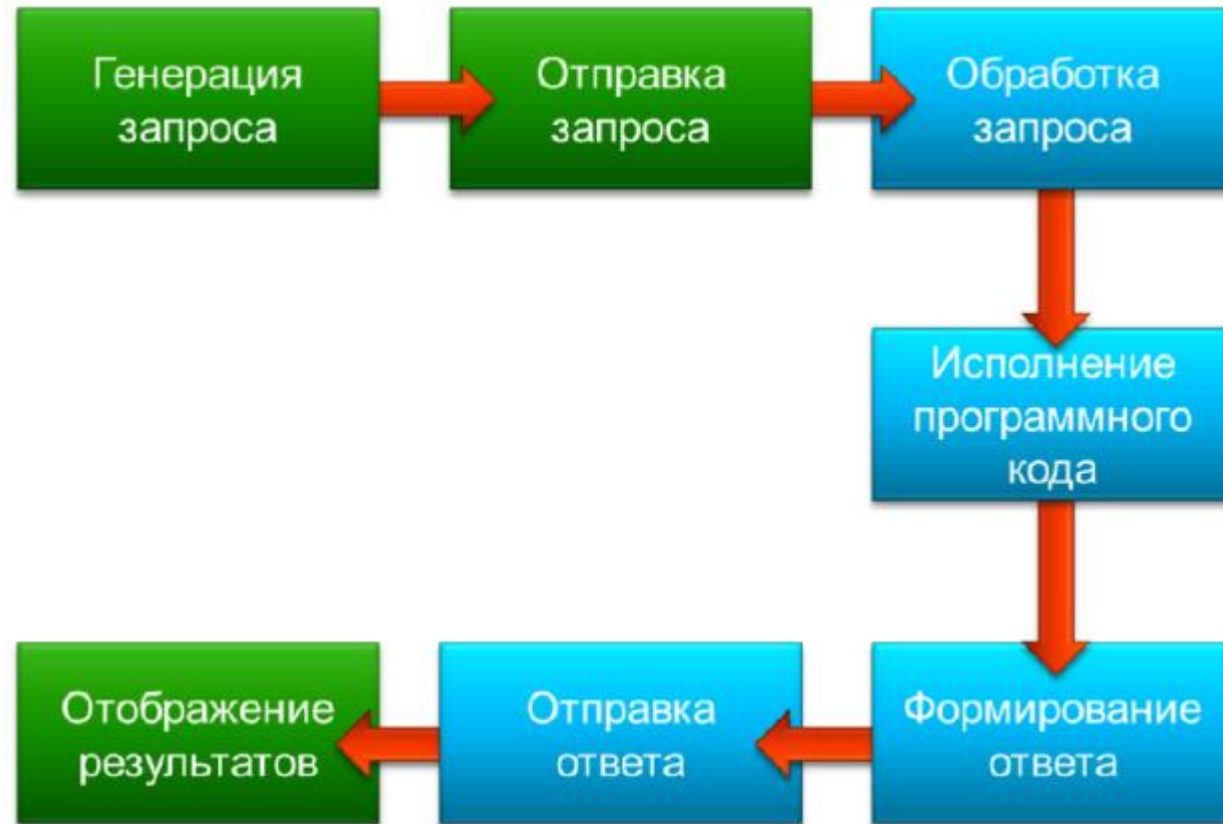 Генерация
запроса
Отправка
запроса
Обработка
запроса
Исполнение
программного
кода
Формирование
ответа
Отправка
ответа
Отображение
результатов